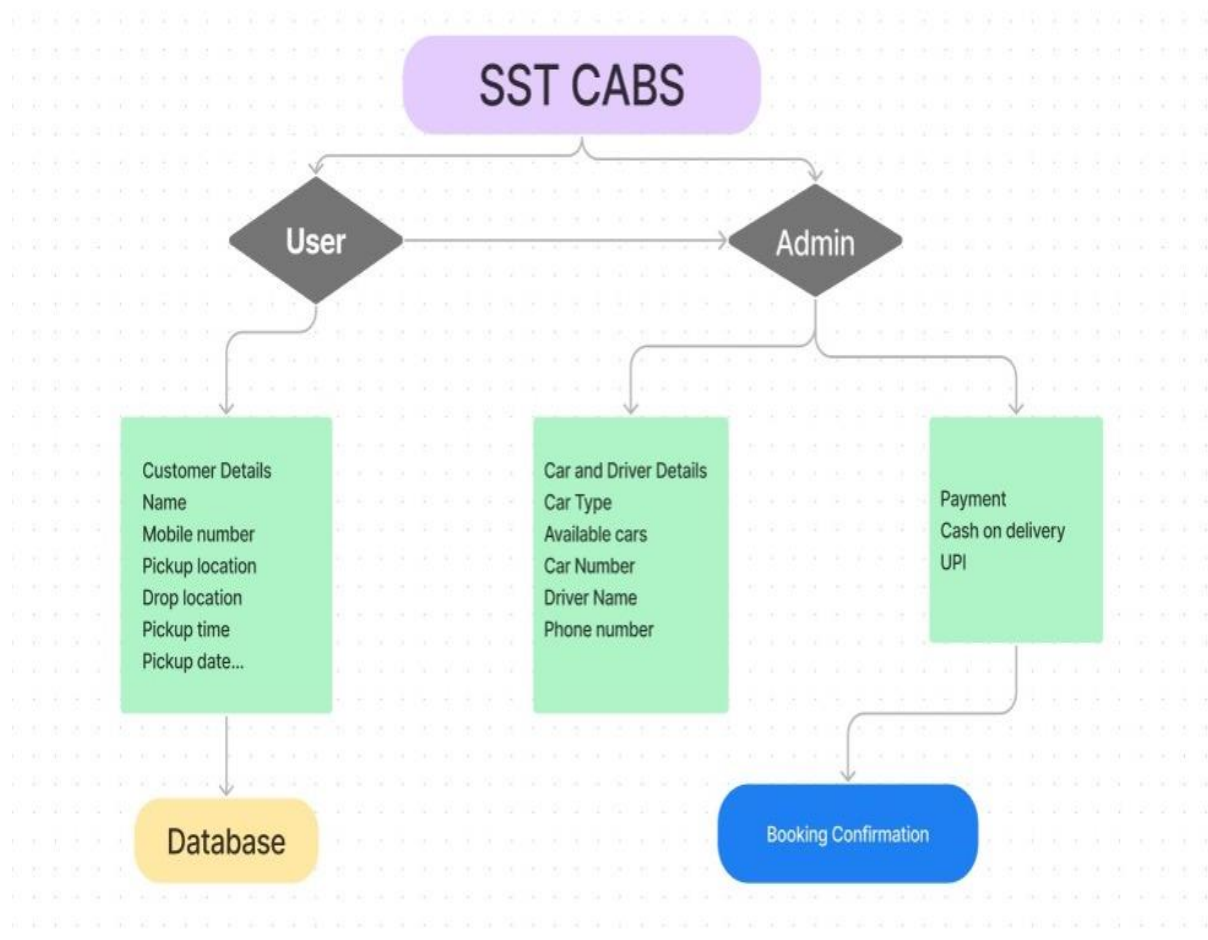 SST CABS
User
Admin
Customer Details
Name
Mobile number
Pickup location
Drop location
Pickup time
Pickup date...
Car and Driver Details
Car Type
Available cars
Car Number
Driver Name
Phone number
Payment
Cash on delivery
UPI
Database
Booking Confirmation